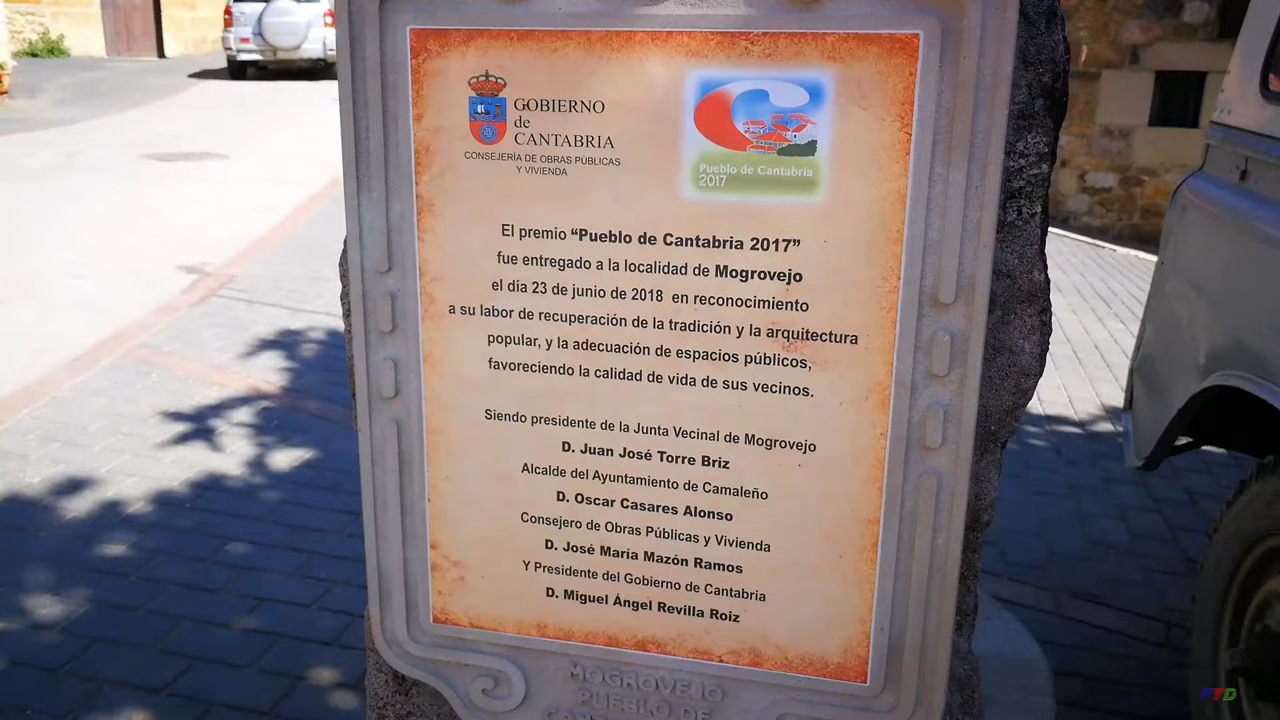 GOBIERNO
de
CANTABRIA
CONSEJERÍA DE OBRAS PÚBLICAS
Y VIVIENDA
Pueblo de Cantabria
2017
El premio “Pueblo de Cantabria 2017”
fue entregado a la localidad de Mogrovejo
el día 23 de junio de 2018 en reconocimiento
a su labor de recuperación de la tradición y la arquitectura
popular, y la adecuación de espacios públicos,
favoreciendo la calidad de vida de sus vecinos.
Siendo presidente de la Junta Vecinal de Mogrovejo
D. Juan José Torre Briz
Alcalde del Ayuntamiento de Camaleño
D. Oscar Casares Alonso
Consejero de Obras Públicas y Vivienda
D. José María Mazón Ramos
Y Presidente del Gobierno de Cantabria
D. Miguel Ángel Revilla Roiz
MOGROVEJO
PUEBLO DE
FTD